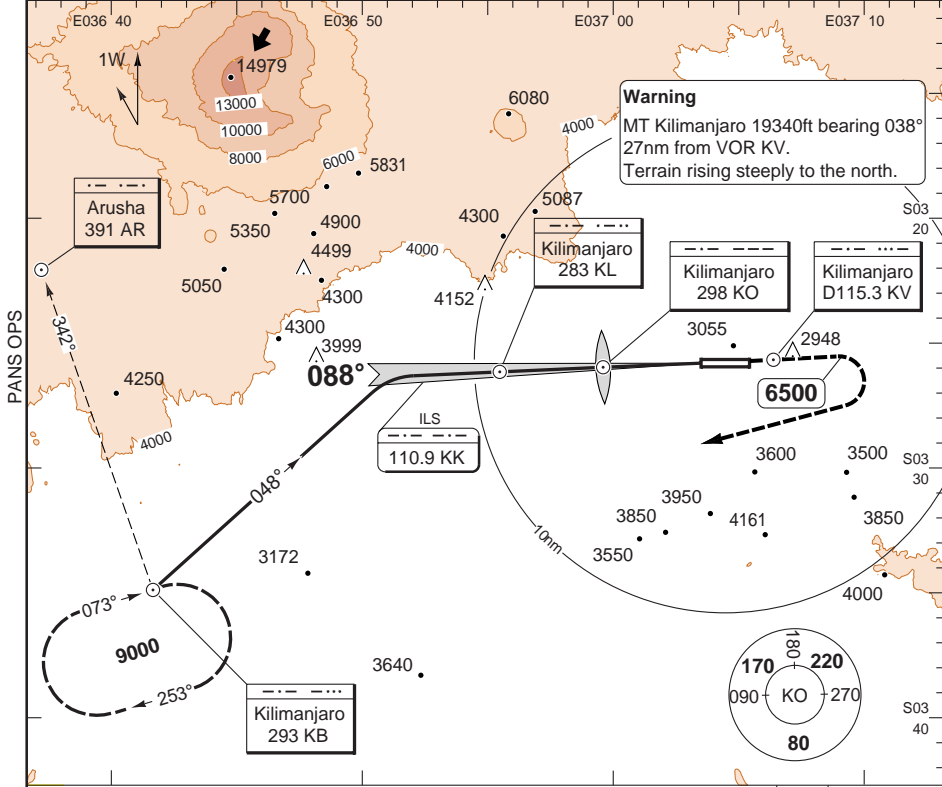 E036 40
E036 50
E037 00
E037 10
1W
14979
13000
10000
8000
6000
6080
4000
Warning
MT Kilimanjaro 19340ft bearing 038°
27nm from VOR KV.
Terrain rising steeply to the north.
5831
5700
5350
4900
4499
4300
5050
Arusha
391 AR
4300
5087
4000
4152
Kilimanjaro
283 KL
Kilimanjaro
298 KO
Kilimanjaro
D115.3 KV
S03
20
PANS OPS
342°
4300
3999
4250
4000
088°
3055
2948
6500
ILS
110.9 KK
048°
3600
3500
S03
30
3950
3850
3550
4161
3850
4000
10nm
3172
073°
9000
253°
3640
Kilimanjaro
293 KB
180
170
220
090
KO
270
80
S03
40